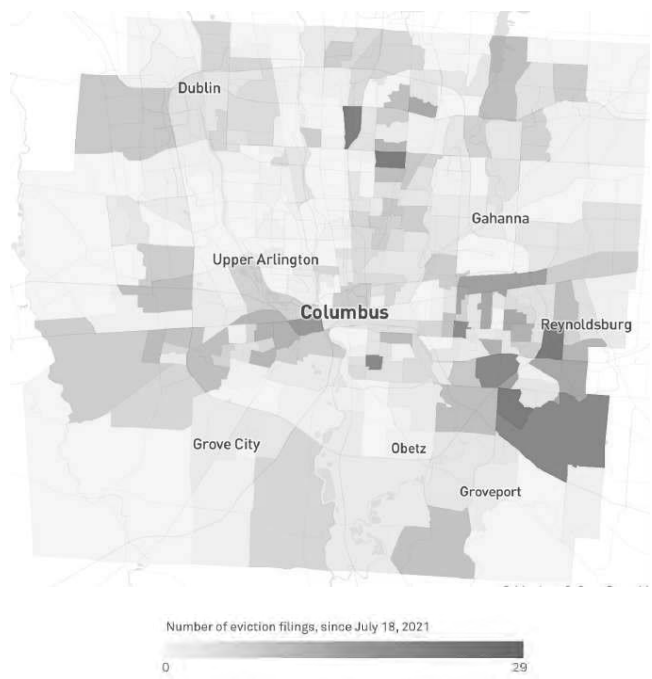 Dublin
Gahanna
Upper Arlington
Columbus
Reynoldsburg
Grove City
Obetz
Groveport
Number of eviction filings, since July 18, 2021
0
29